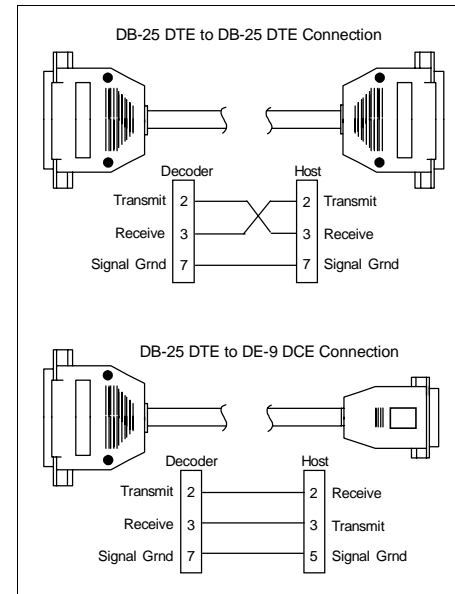 DB-25 DTE to DB-25 DTE Connection
Decoder Host
Transmit 2 2 Transmit
Receive 3 3 Receive
Signal Grnd 7 7 Signal Grnd
DB-25 DTE to DE-9 DCE Connection
Decoder Host
Transmit 2 2 Receive
Receive 3 3 Transmit
Signal Grnd 7 5 Signal Grnd